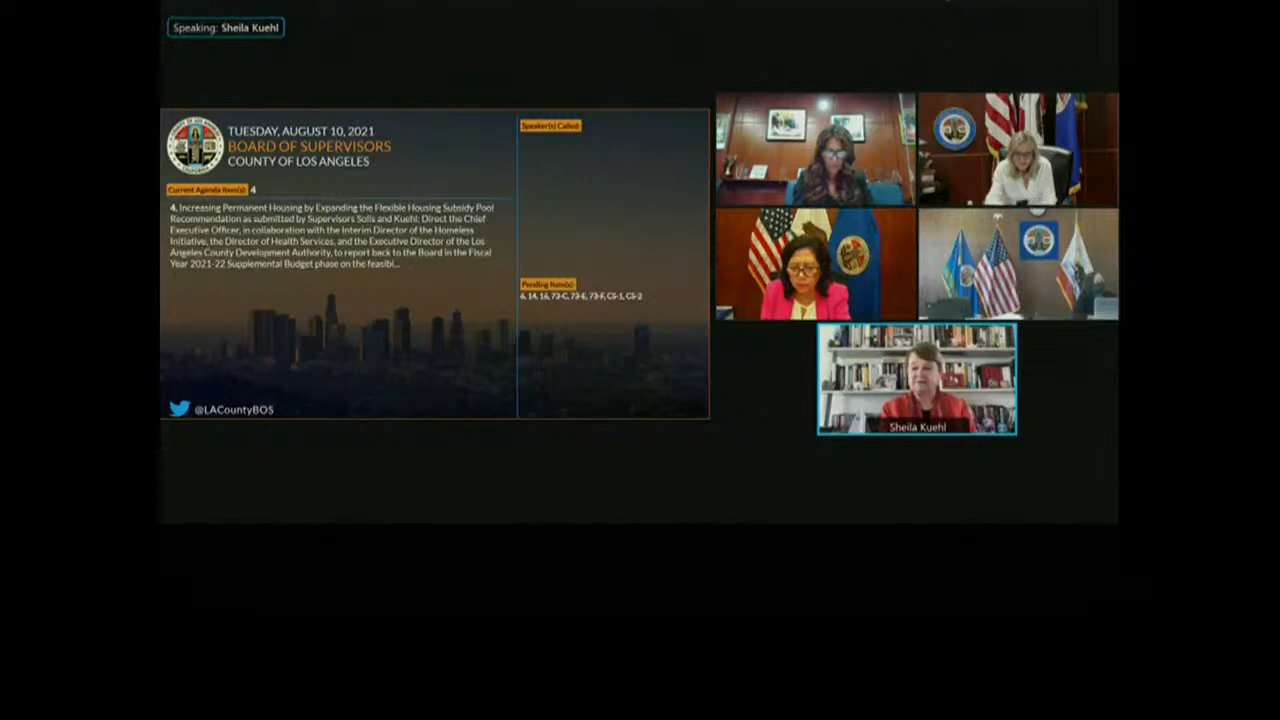 Speaking: Sheila Kuehl
TUESDAY, AUGUST 10, 2021
BOARD OF SUPERVISORS
COUNTY OF LOS ANGELES
Current Agenda Item(s): 4
4. Increasing Permanent Housing by Expanding the Flexible Housing Subsidy Pool
Recommendation as submitted by Supervisors Solis and Kuehl: Direct the Chief
Executive Officer, in collaboration with the Interim Director of the Homeless
Initiative, the Director of Health Services, and the Executive Director of the Los
Angeles County Development Authority, to report back to the Board in the Fiscal
Year 2021-22 Supplemental Budget phase on the feasibi...
@LACountyBOS
Speaker(s) Called:
Pending Item(s):
6, 14, 16, 73-C, 73-E, 73-F, CS-1, CS-2
Sheila Kuehl